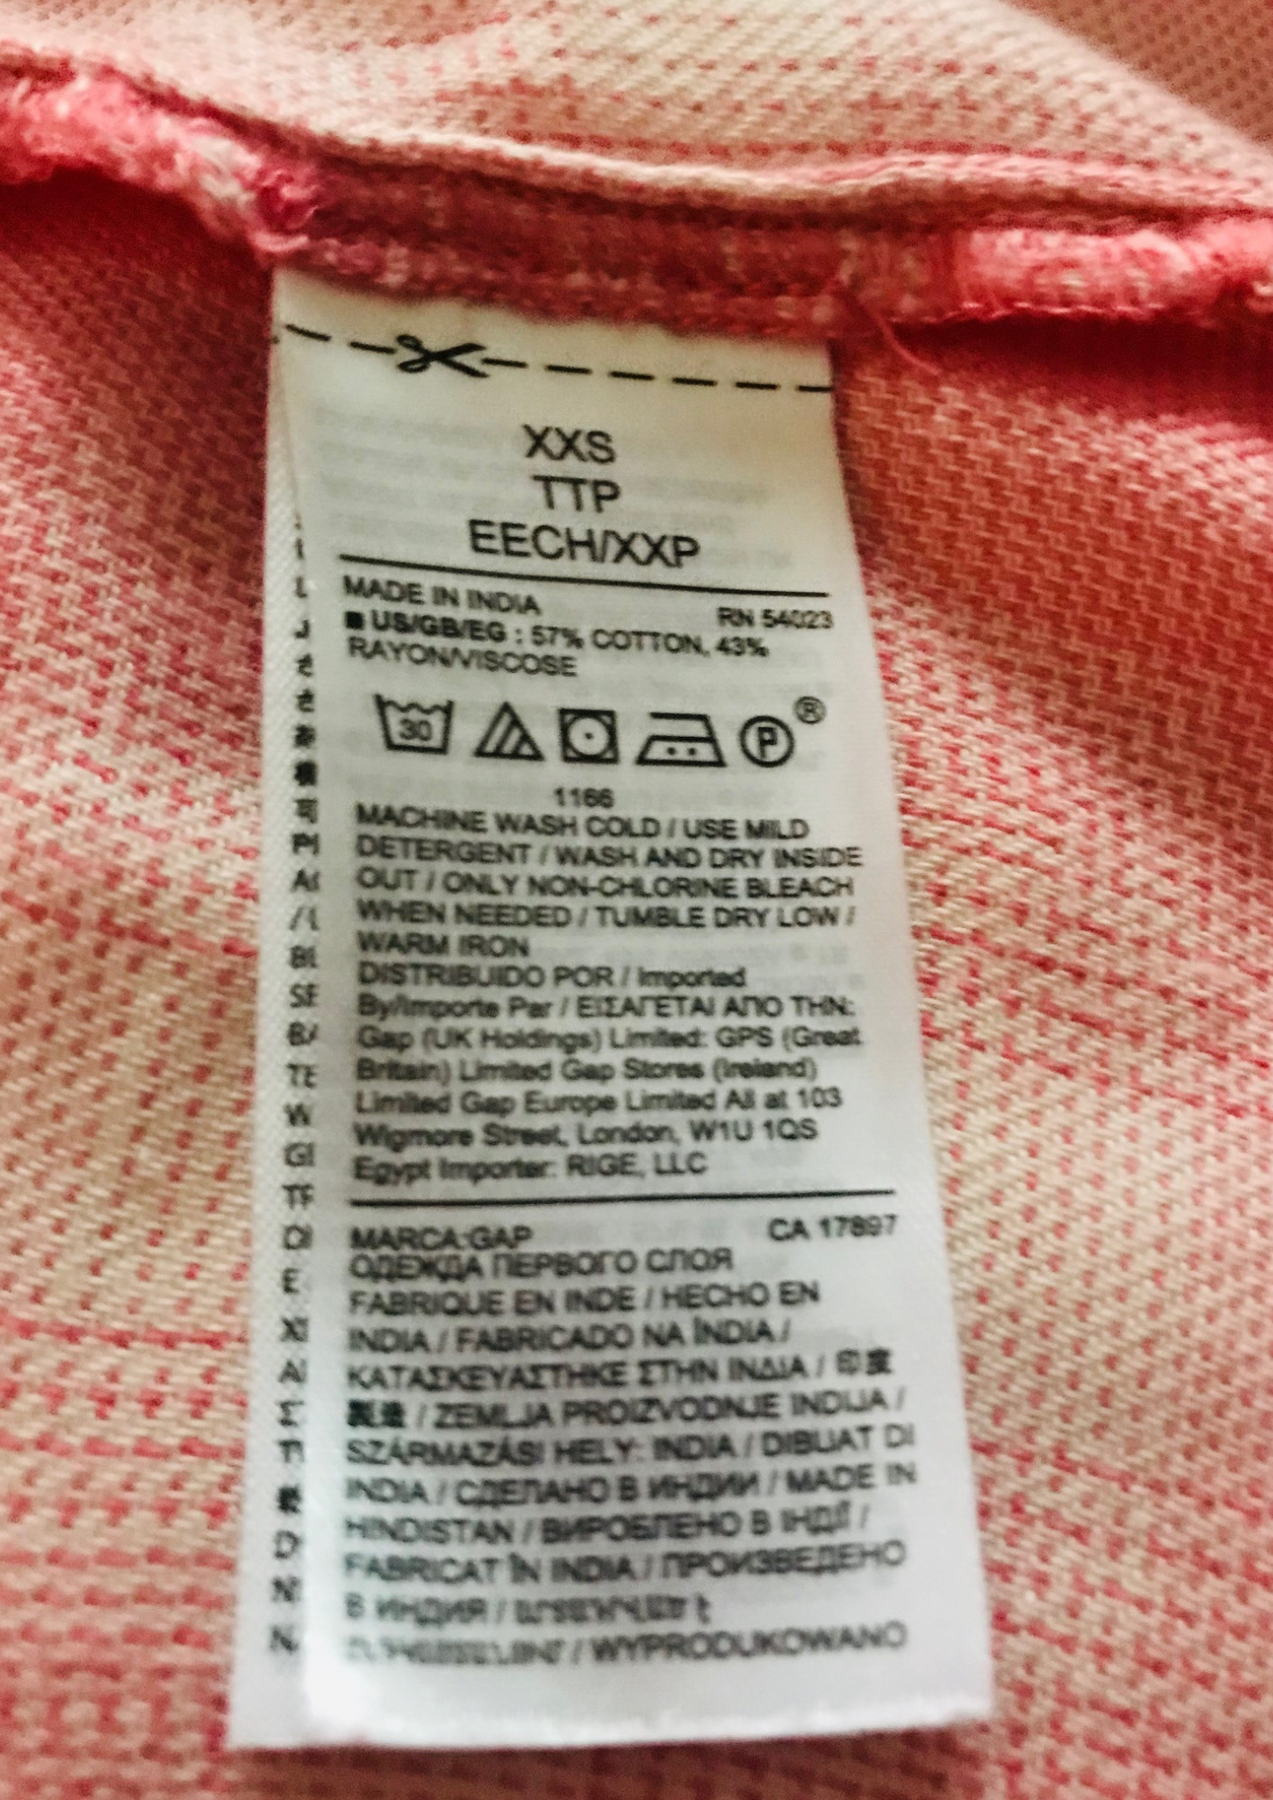 XXS
TTP
EECH/XXP
MADE IN INDIA
RN 54023
■ US/GB/EG : 57% COTTON, 43%
RAYON/VISCOSE
30
P
®
1166
MACHINE WASH COLD / USE MILD
DETERGENT / WASH AND DRY INSIDE
OUT / ONLY NON-CHLORINE BLEACH
WHEN NEEDED / TUMBLE DRY LOW /
WARM IRON
DISTRIBUIDO POR / Imported
By/Importe Par / ΕΙΣΑΓΕΤΑΙ ΑΠΟ ΤΗΝ:
Gap (UK Holdings) Limited: GPS (Great
Britain) Limited Gap Stores (Ireland)
Limited Gap Europe Limited All at 103
Wigmore Street, London, W1U 1QS
Egypt Importer: RIGE, LLC
MARCA:GAP
CA 17897
ОДЕЖДА ПЕРВОГО СЛОЯ
FABRIQUE EN INDE / HECHO EN
INDIA / FABRICADO NA ÍNDIA /
ΚΑΤΑΣΚΕΥΑΣΤΗΚΕ ΣΤΗΝ ΙΝΔΙΑ / 印度
製造 / ZEMLJA PROIZVODNJE INDIJA /
SZÁRMAZÁSI HELY: INDIA / DIBUAT DI
INDIA / СДЕЛАНО В ИНДИИ / MADE IN
HINDISTAN / ВИРОБЛЕНО В ІНДІЇ /
FABRICAT ÎN INDIA / ПРОИЗВЕДЕНО
В ИНДИЯ /
/ WYPRODUKOWANO